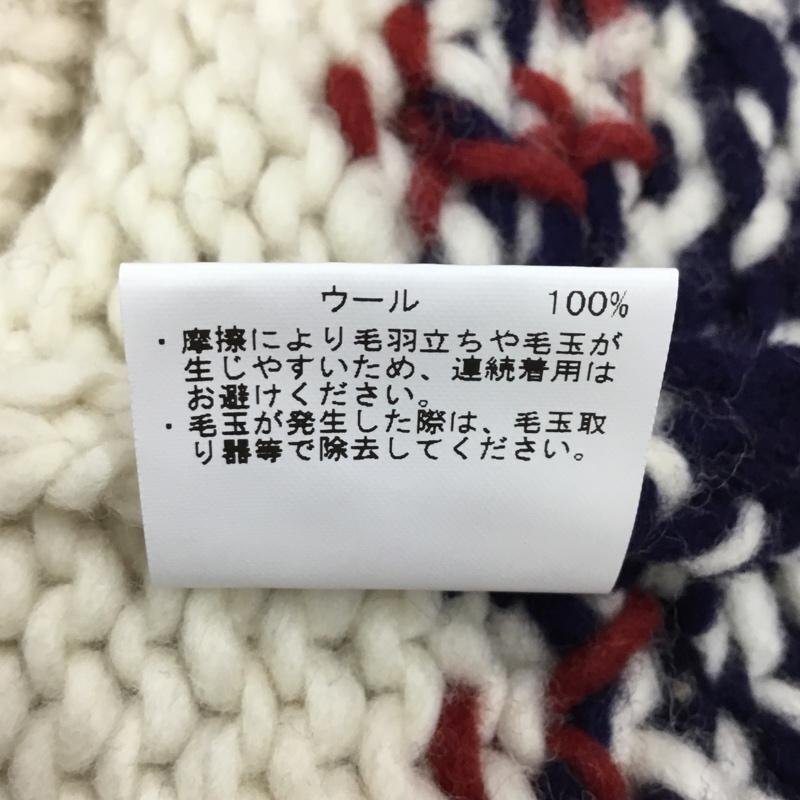 ウール 100%
・摩擦により毛羽立ちや毛玉が
生じやすいため、連続着用は
お避けください。
・毛玉が発生した際は、毛玉取
り器等で除去してください。